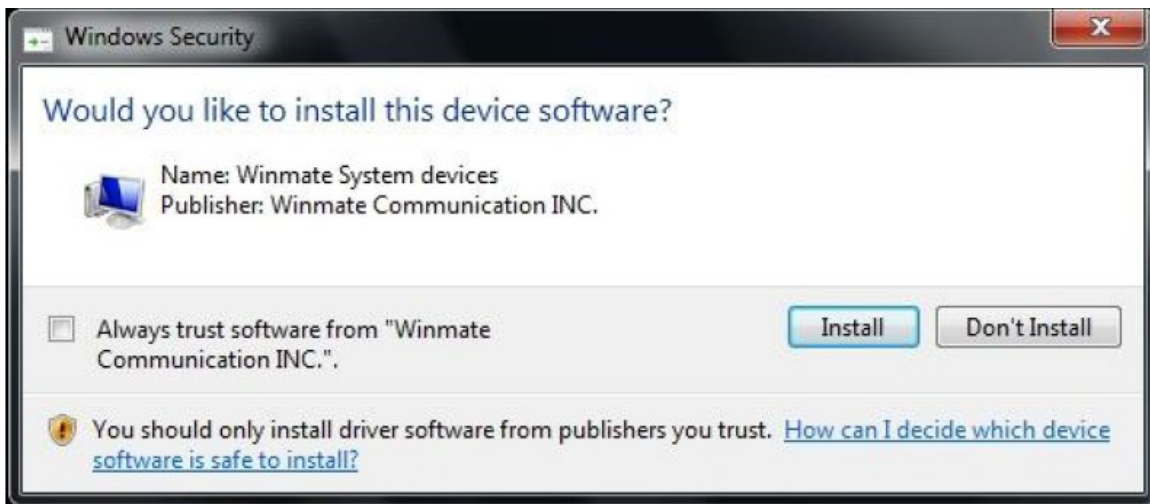 Windows Security
Would you like to install this device software?
Name: Winmate System devices
Publisher: Winmate Communication INC.
Always trust software from "Winmate
Communication INC.".
Install
Don't Install
You should only install driver software from publishers you trust. How can I decide which device
software is safe to install?